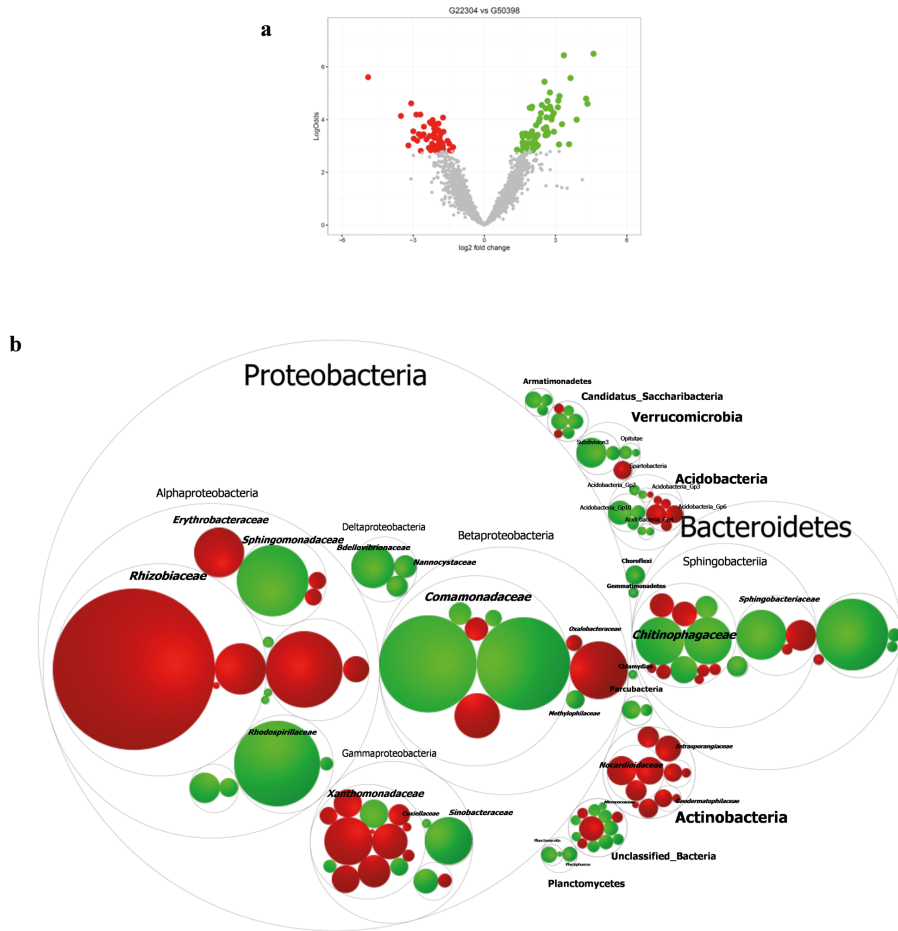 a
G22304 vs G50398
LogOdds
6
4
2
0
−6
−3
0
3
6
log2 fold change
b
Proteobacteria
Armatimonadetes
Candidatus_Saccharibacteria
Verrucomicrobia
Subdivision3
Opitutae
Spartobacteria
Acidobacteria
Acidobacteria_Gp3
Acidobacteria_Gp10
Acidobacteria_Gp6
Bacteroidetes
Alphaproteobacteria
Erythrobacteraceae
Sphingomonadaceae
Rhizobiaceae
Deltaproteobacteria
Bdellovibrionaceae
Nannocystaceae
Betaproteobacteria
Comamonadaceae
Oxalobacteraceae
Methylophilaceae
Choroflexi
Gemmatimonadetes
Sphingobacteriia
Sphingobacteriaceae
Chitinophagaceae
Chlamydiae
Parcubacteria
Rhodospirillaceae
Gammaproteobacteria
Xanthomonadaceae
Coxiellaceae
Sinobacteraceae
Intrasporangiaceae
Nocardioidaceae
Geodermatophilaceae
Actinobacteria
Unclassified_Bacteria
Planctomycetes